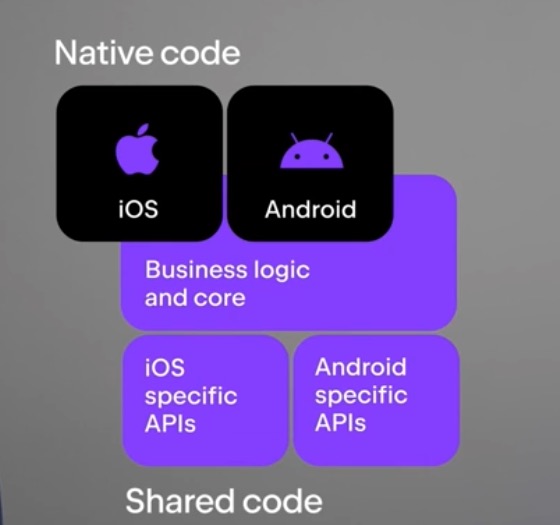 Native code
iOS
Android
Business logic
and core
iOS
specific
APIs
Android
specific
APIs
Shared code